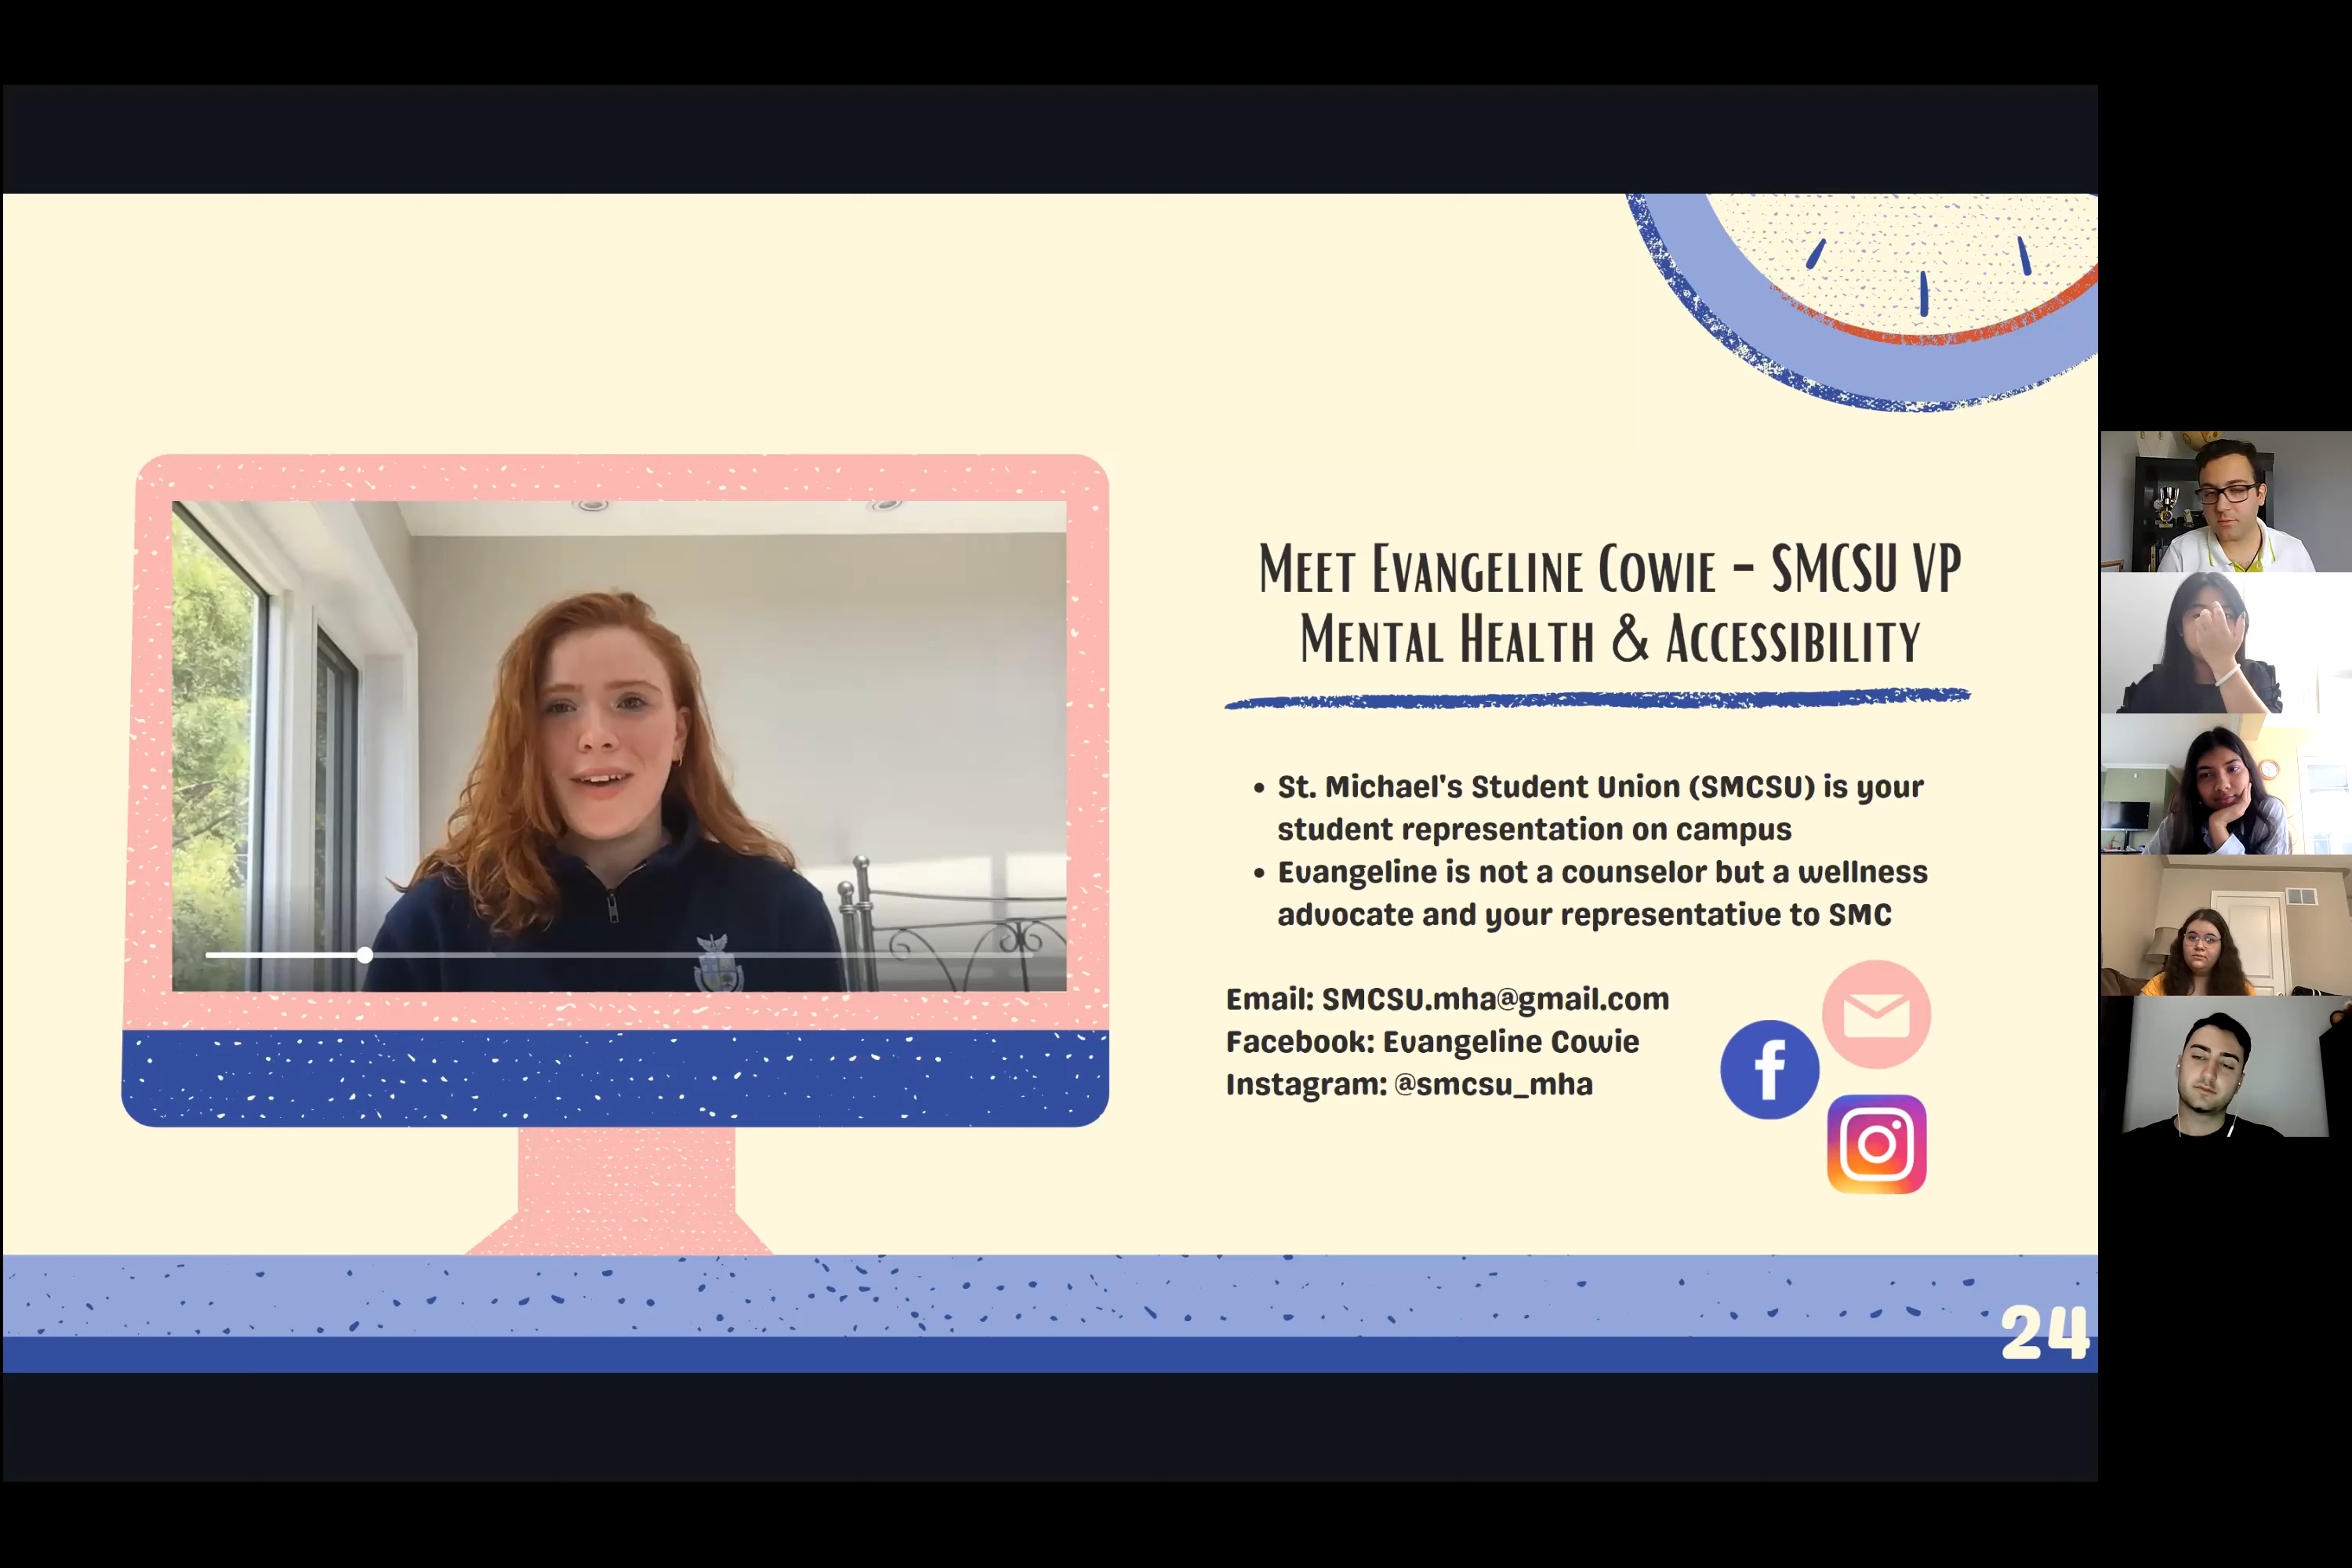 Meet Evangeline Cowie - SMCSU VP
Mental Health & Accessibility
• St. Michael's Student Union (SMCSU) is your
student representation on campus
• Evangeline is not a counselor but a wellness
advocate and your representative to SMC
Email: SMCSU.mha@gmail.com
Facebook: Evangeline Cowie
Instagram: @smcsu_mha
24